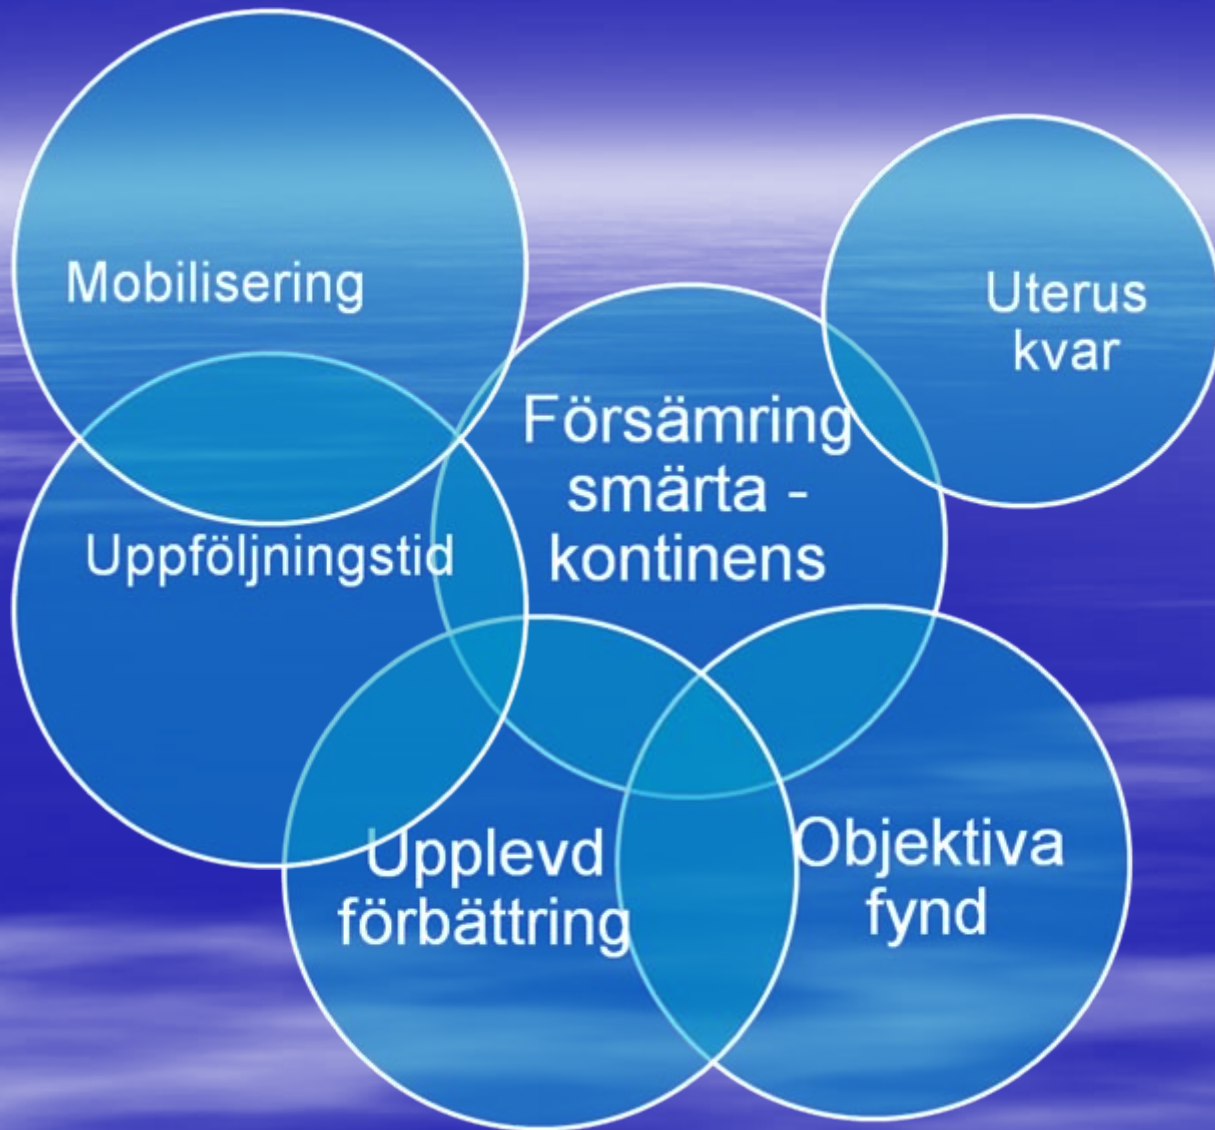 Mobilisering
Uterus
kvar
Försämring
smärta -
kontinens
Uppföljningstid
Upplevd
förbättring
Objektiva
fynd